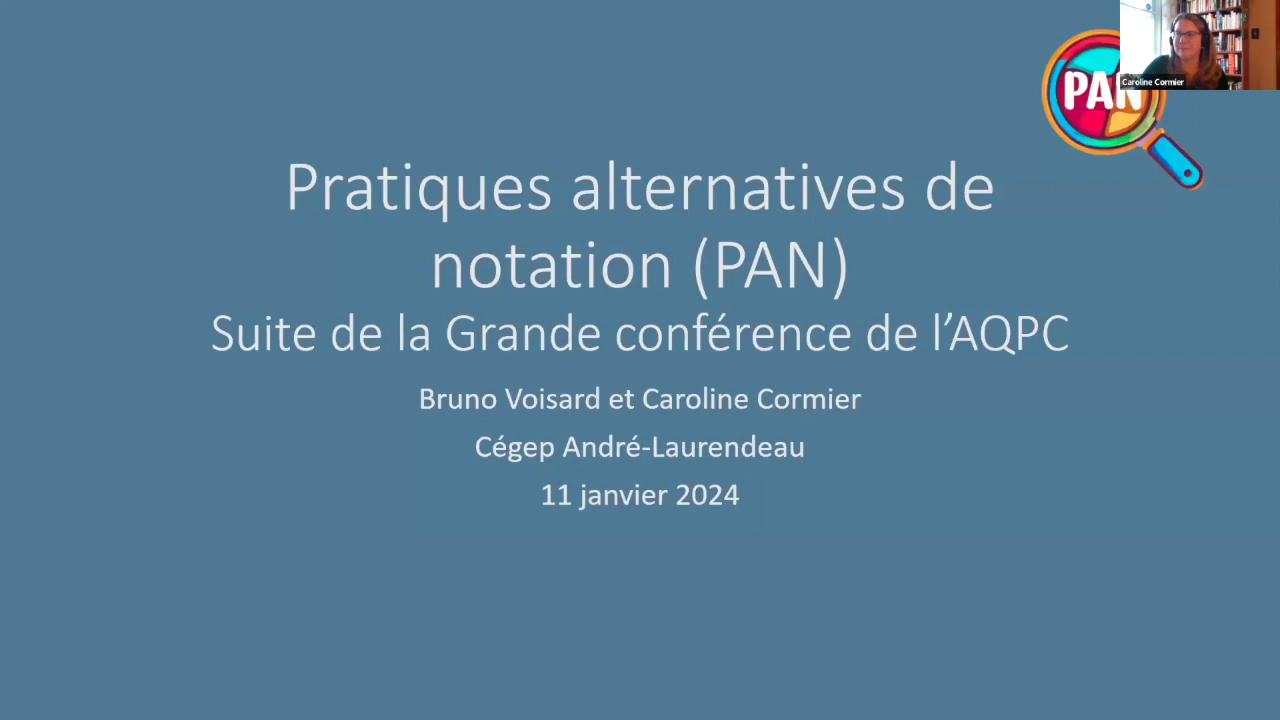 Caroline Cormier
PAN
Pratiques alternatives de
notation (PAN)
Suite de la Grande conférence de l’AQPC
Bruno Voisard et Caroline Cormier
Cégep André-Laurendeau
11 janvier 2024